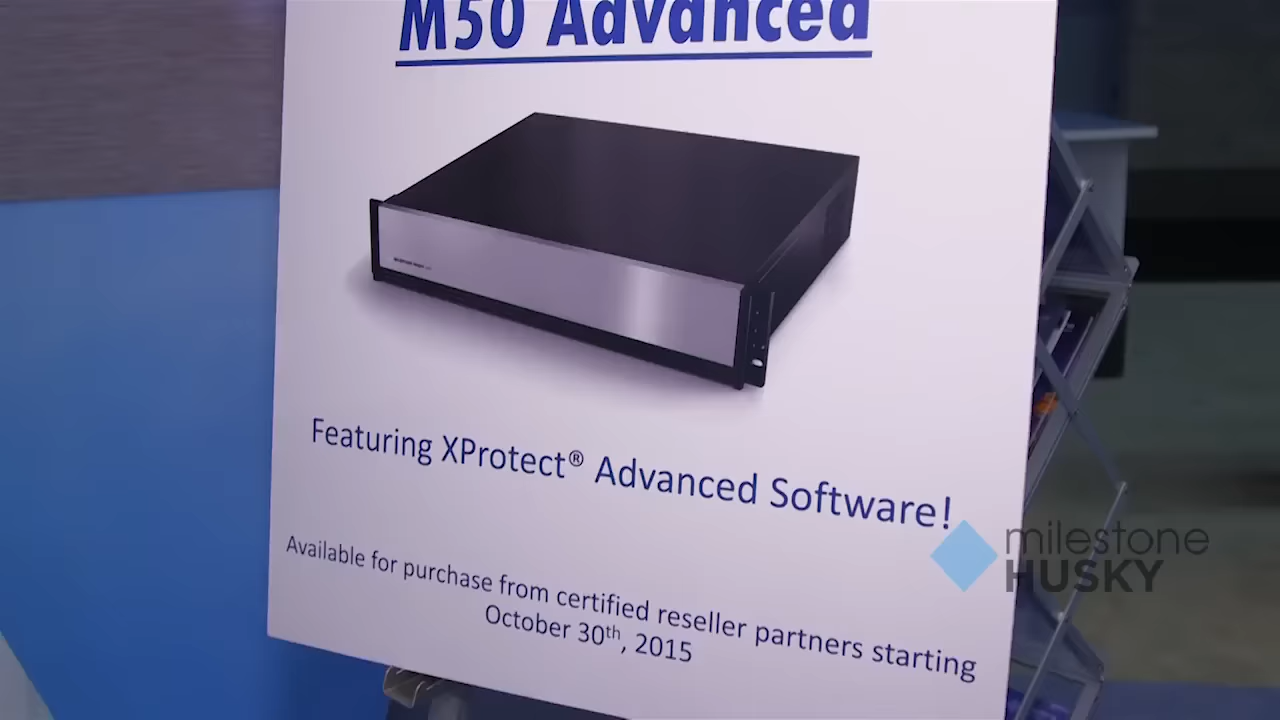 M50 Advanced
Featuring XProtect® Advanced Software!
milestone
HUSKY
Available for purchase from certified reseller partners starting
October 30th, 2015